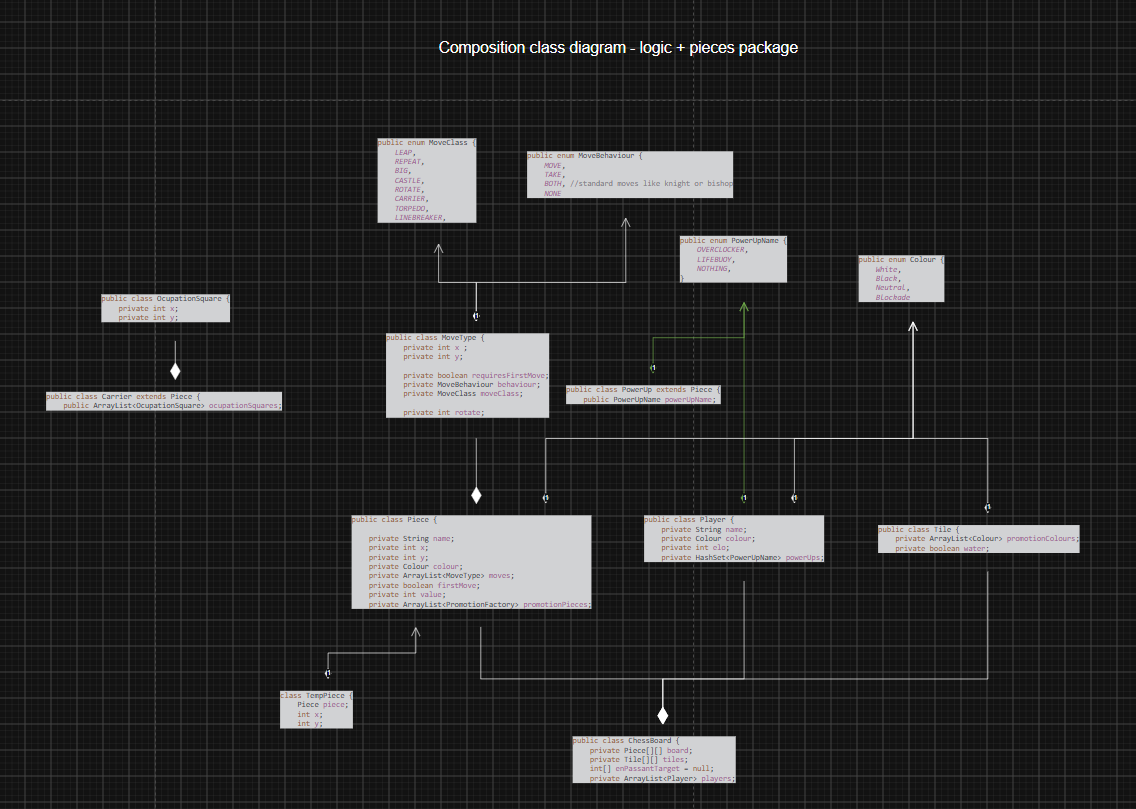 Composition class diagram - logic + pieces package
public enum MoveClass {
LEAP,
REPEAT,
BIG,
CASTLE,
ROTATE,
CARRIER,
TORPEDO,
LINEBREAKER,
public enum MoveBehaviour {
MOVE,
TAKE,
BOTH, //standard moves like knight or bishop
NONE
public enum PowerUpName {
OVERCLOCKER,
LIFEBUOY,
NOTHING,
}
public enum Colour {
White,
Black,
Neutral,
Blockade
public class OcupationSquare {
private int x;
private int y;
public class Carrier extends Piece {
public ArrayList<OcupationSquare> ocupationSquares;
1
public class MoveType {
private int x ;
private int y;
private boolean requiresFirstMove;
private MoveBehaviour behaviour;
private MoveClass moveClass;
private int rotate;
1
public class PowerUp extends Piece {
public PowerUpName powerUpName;
1
1
1
1
public class Piece {
private String name;
private int x;
private int y;
private Colour colour;
private ArrayList<MoveType> moves;
private boolean firstMove;
private int value;
private ArrayList<PromotionFactory> promotionPieces;
public class Player {
private String name;
private Colour colour;
private int elo;
private HashSet<PowerUpName> powerUps;
public class Tile {
private ArrayList<Colour> promotionColours;
private boolean water;
1
class TempPiece {
Piece piece;
int x;
int y;
public class ChessBoard {
private Piece[][] board;
private Tile[][] tiles;
int[] enPassantTarget = null;
private ArrayList<Player> players;